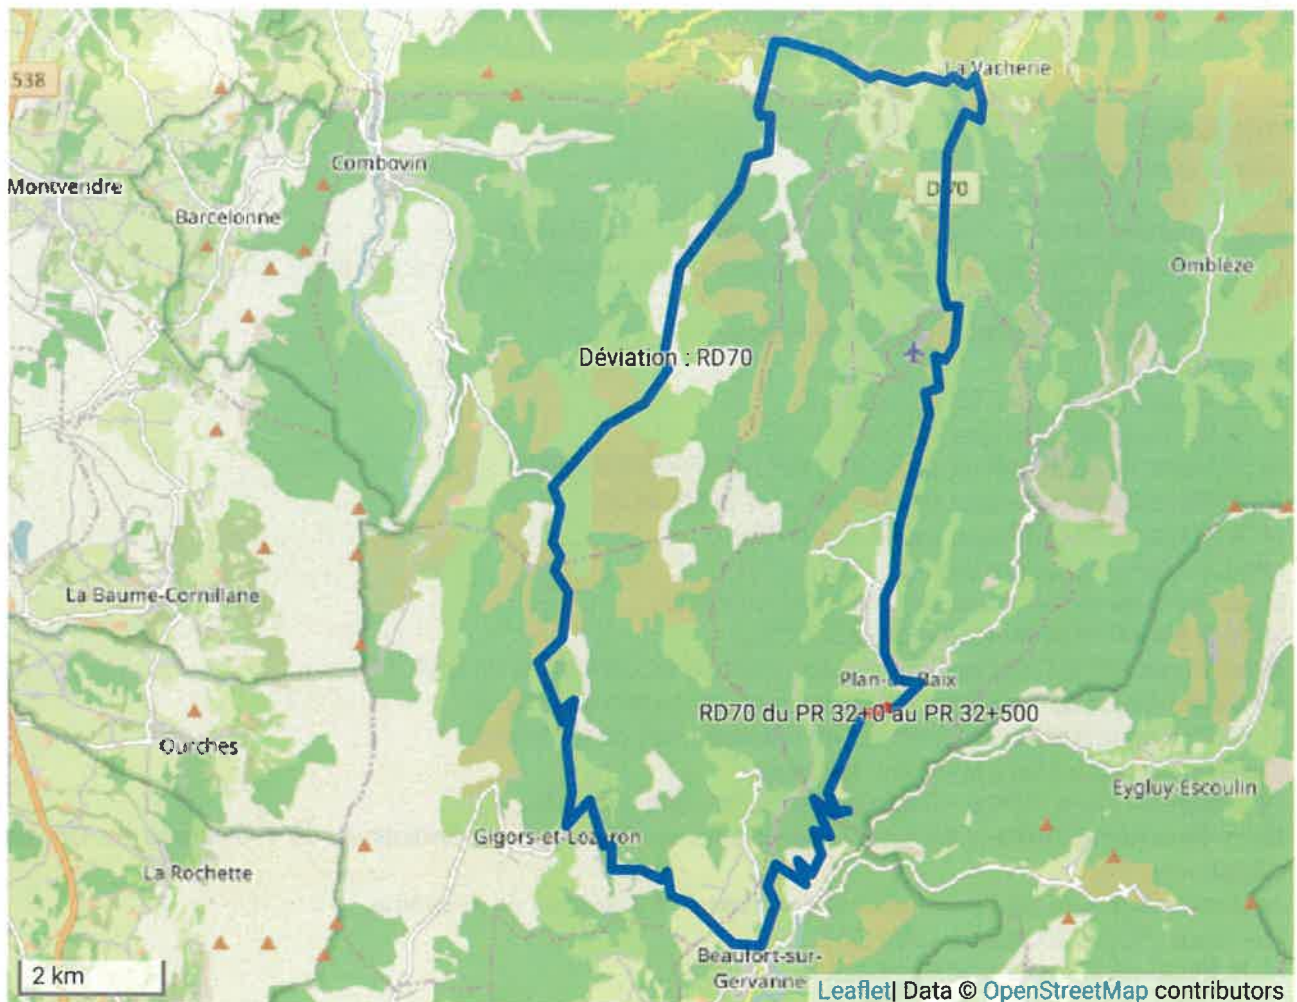 La Vacherie
538
Combovin
Montvendre
D 70
Barcelonne
Ombleze
Déviation : RD70
La Baume-Cornillane
Plan-de-Baix
RD70 du PR 32+0 au PR 32+500
Ourches
Eygluy-Escoulin
Gigors-et-Lozeron
La Rochette
Beaufort-sur-
Gervanne
2 km
Leaflet| Data © OpenStreetMap contributors